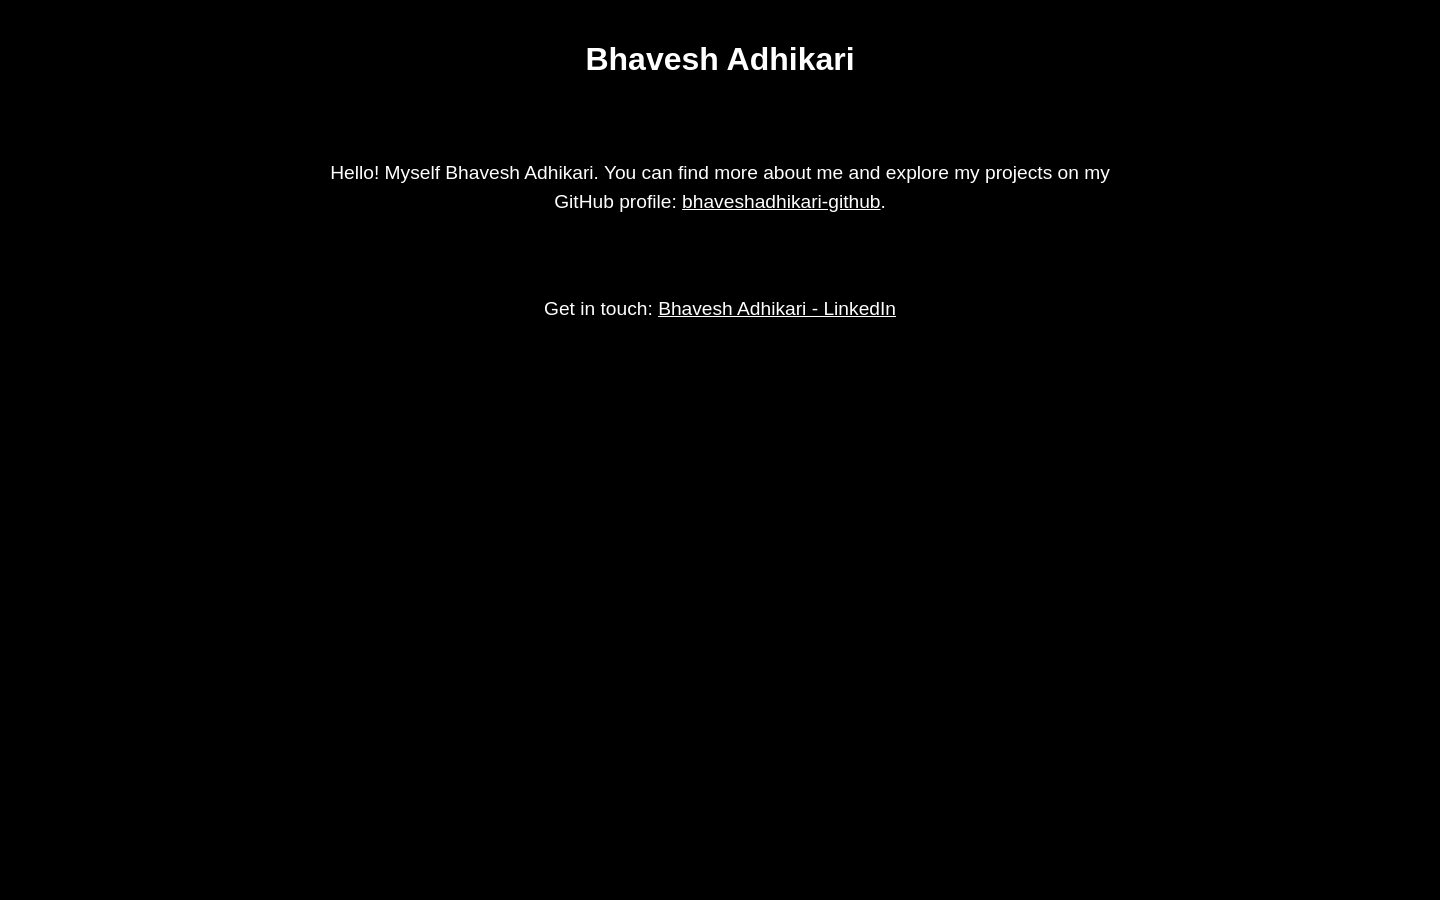 Bhavesh Adhikari
Hello! Myself Bhavesh Adhikari. You can find more about me and explore my projects on my
GitHub profile: bhaveshadhikari-github.
Get in touch: Bhavesh Adhikari - LinkedIn